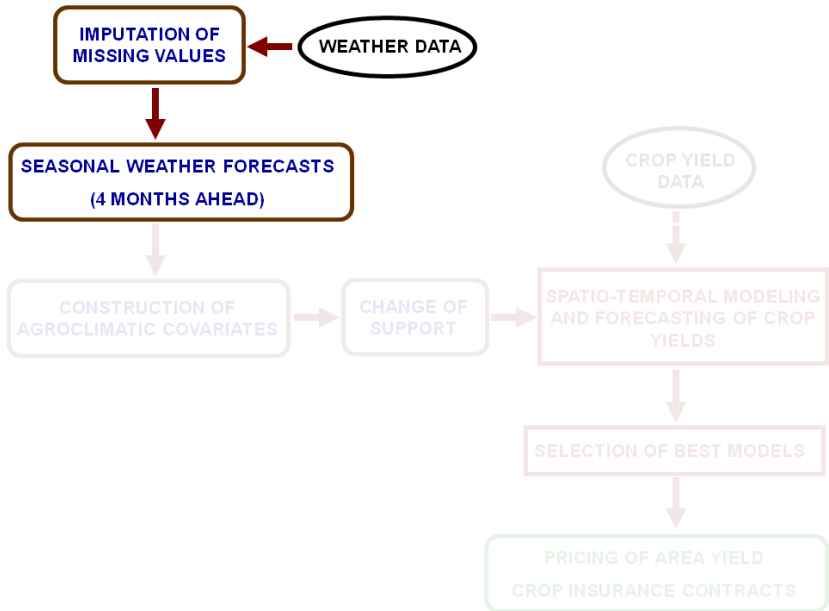 IMPUTATION OF
MISSING VALUES
WEATHER DATA
SEASONAL WEATHER FORECASTS
(4 MONTHS AHEAD)
CROP YIELD
DATA
CONSTRUCTION OF
AGROCLIMATIC COVARIATES
CHANGE OF
SUPPORT
SPATIO-TEMPORAL MODELING
AND FORECASTING OF CROP
YIELDS
SELECTION OF BEST MODELS
PRICING OF AREA YIELD
CROP INSURANCE CONTRACTS